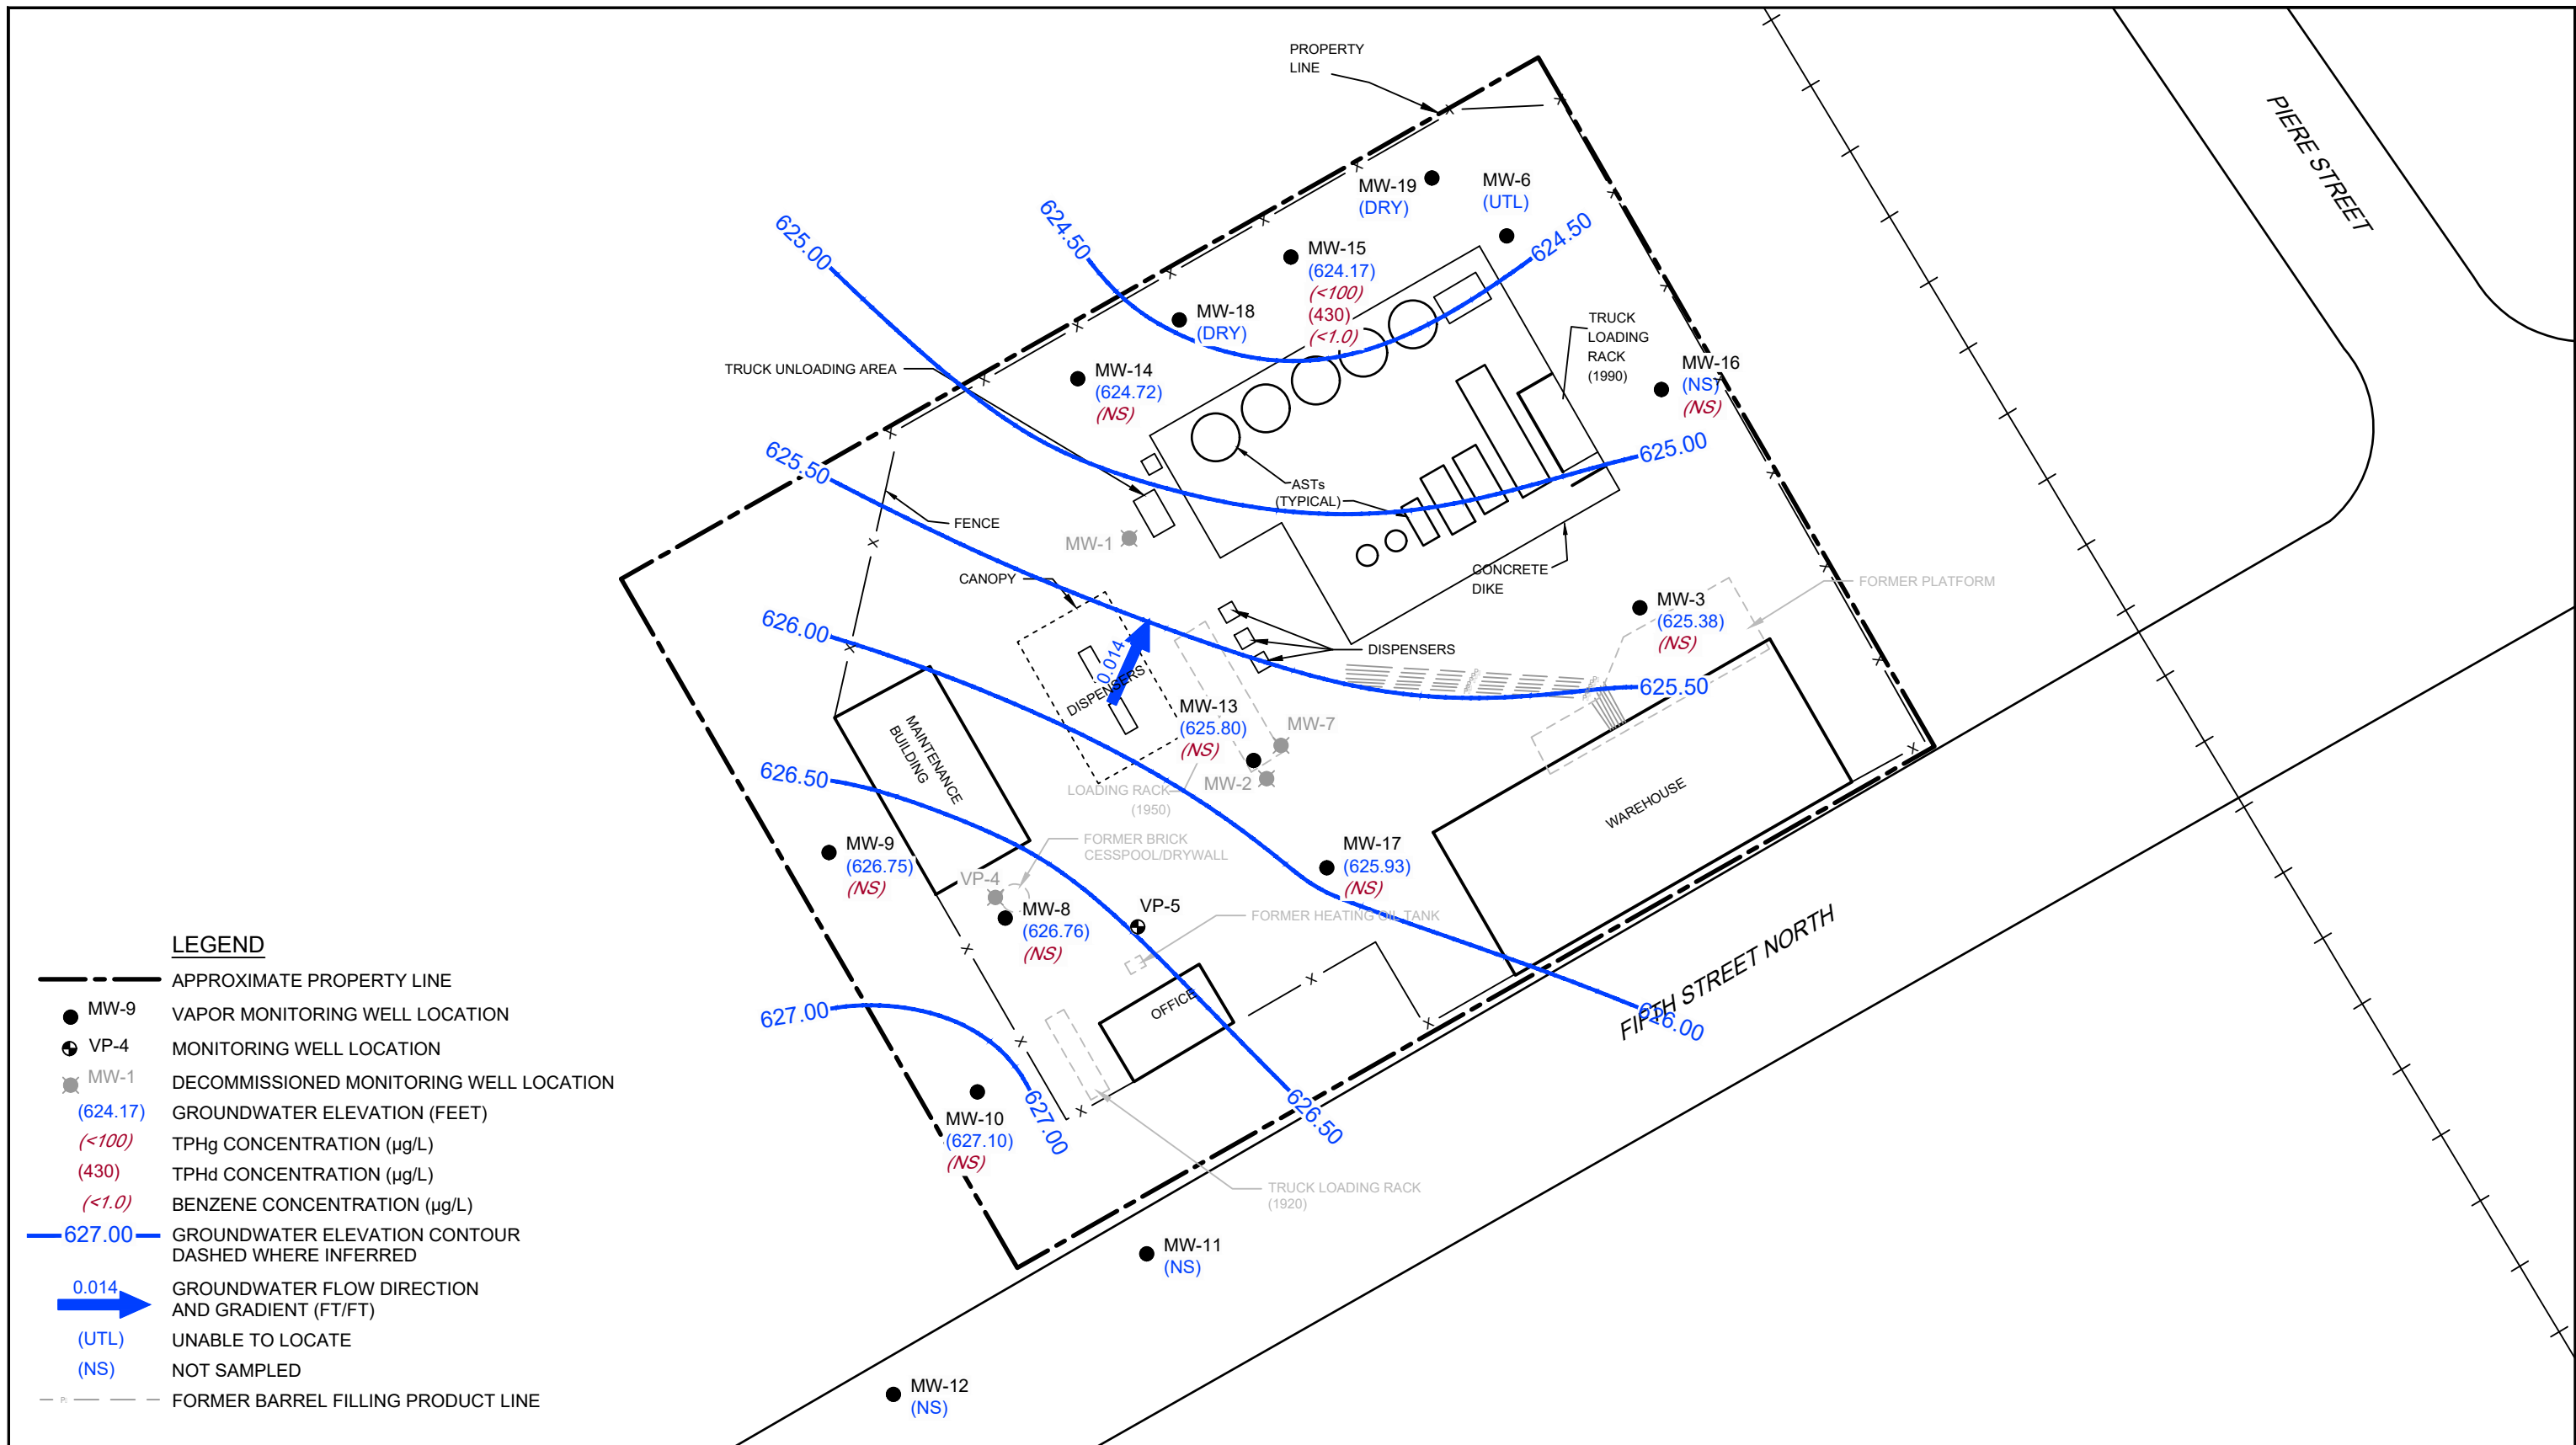 PROPERTY
LINE
PIERE STREET
MW-19
(DRY)
MW-6
(UTL)
624.50
625.00
624.50
MW-15
(624.17)
(<100)
(430)
(<1.0)
MW-18
(DRY)
TRUCK
LOADING
RACK
(1990)
TRUCK UNLOADING AREA
MW-14
(624.72)
(NS)
MW-16
(NS)
(NS)
625.50
625.00
ASTs
(TYPICAL)
FENCE
MW-1
CANOPY
CONCRETE
DIKE
FORMER PLATFORM
MW-3
(625.38)
(NS)
626.00
0.014
DISPENSERS
DISPENSERS
625.50
MW-13
(625.80)
(NS)
MW-7
MW-2
MAINTENANCE
BUILDING
626.50
LOADING RACK
(1950)
WAREHOUSE
FORMER BRICK
CESSPOOL/DRYWALL
MW-9
(626.75)
(NS)
MW-17
(625.93)
(NS)
VP-4
MW-8
(626.76)
(NS)
VP-5
FORMER HEATING OIL TANK
OFFICE
627.00
FIFTH STREET NORTH
626.00
627.00
626.50
MW-10
(627.10)
(NS)
TRUCK LOADING RACK
(1920)
MW-11
(NS)
MW-12
(NS)
LEGEND
APPROXIMATE PROPERTY LINE
MW-9 VAPOR MONITORING WELL LOCATION
VP-4 MONITORING WELL LOCATION
MW-1 DECOMMISSIONED MONITORING WELL LOCATION
(624.17) GROUNDWATER ELEVATION (FEET)
(<100) TPHg CONCENTRATION (µg/L)
(430) TPHd CONCENTRATION (µg/L)
(<1.0) BENZENE CONCENTRATION (µg/L)
627.00 GROUNDWATER ELEVATION CONTOUR
DASHED WHERE INFERRED
0.014 GROUNDWATER FLOW DIRECTION
AND GRADIENT (FT/FT)
(UTL) UNABLE TO LOCATE
(NS) NOT SAMPLED
FORMER BARREL FILLING PRODUCT LINE